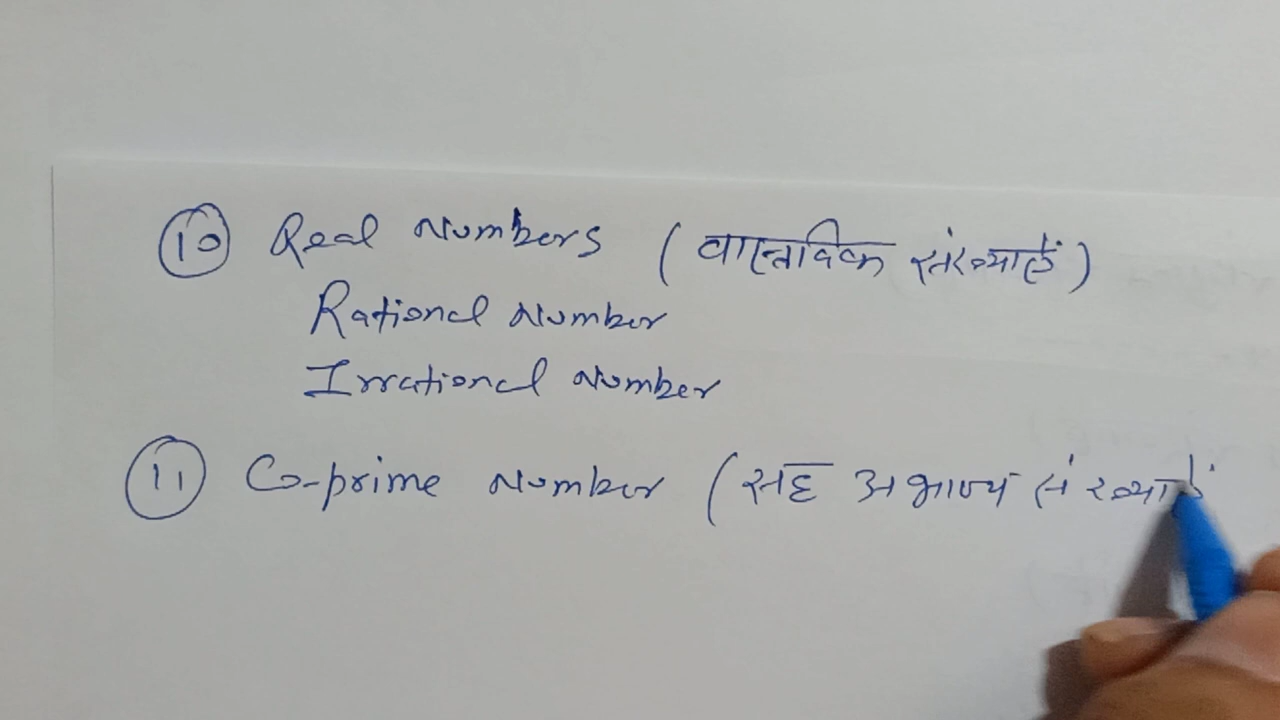 10 Real Numbers (वास्तविक संख्याएं)
Rational Number
Irrational Number
11 Co-prime Number (सह अभाज्य संख्याएं